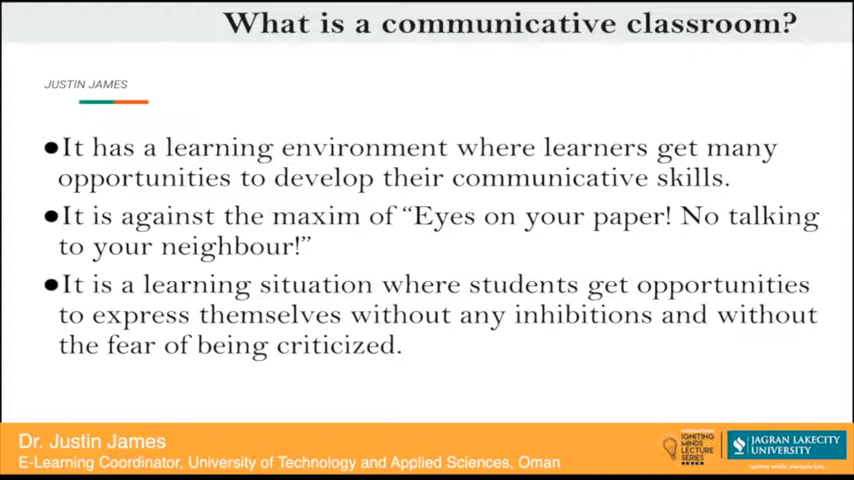 What is a communicative classroom?
JUSTIN JAMES
●It has a learning environment where learners get many
opportunities to develop their communicative skills.
●It is against the maxim of “Eyes on your paper! No talking
to your neighbour!”
●It is a learning situation where students get opportunities
to express themselves without any inhibitions and without
the fear of being criticized.
Dr. Justin James
E-Learning Coordinator, University of Technology and Applied Sciences, Oman
IGNITING
MINDS
LECTURE
SERIES
JAGRAN LAKECITY
UNIVERSITY